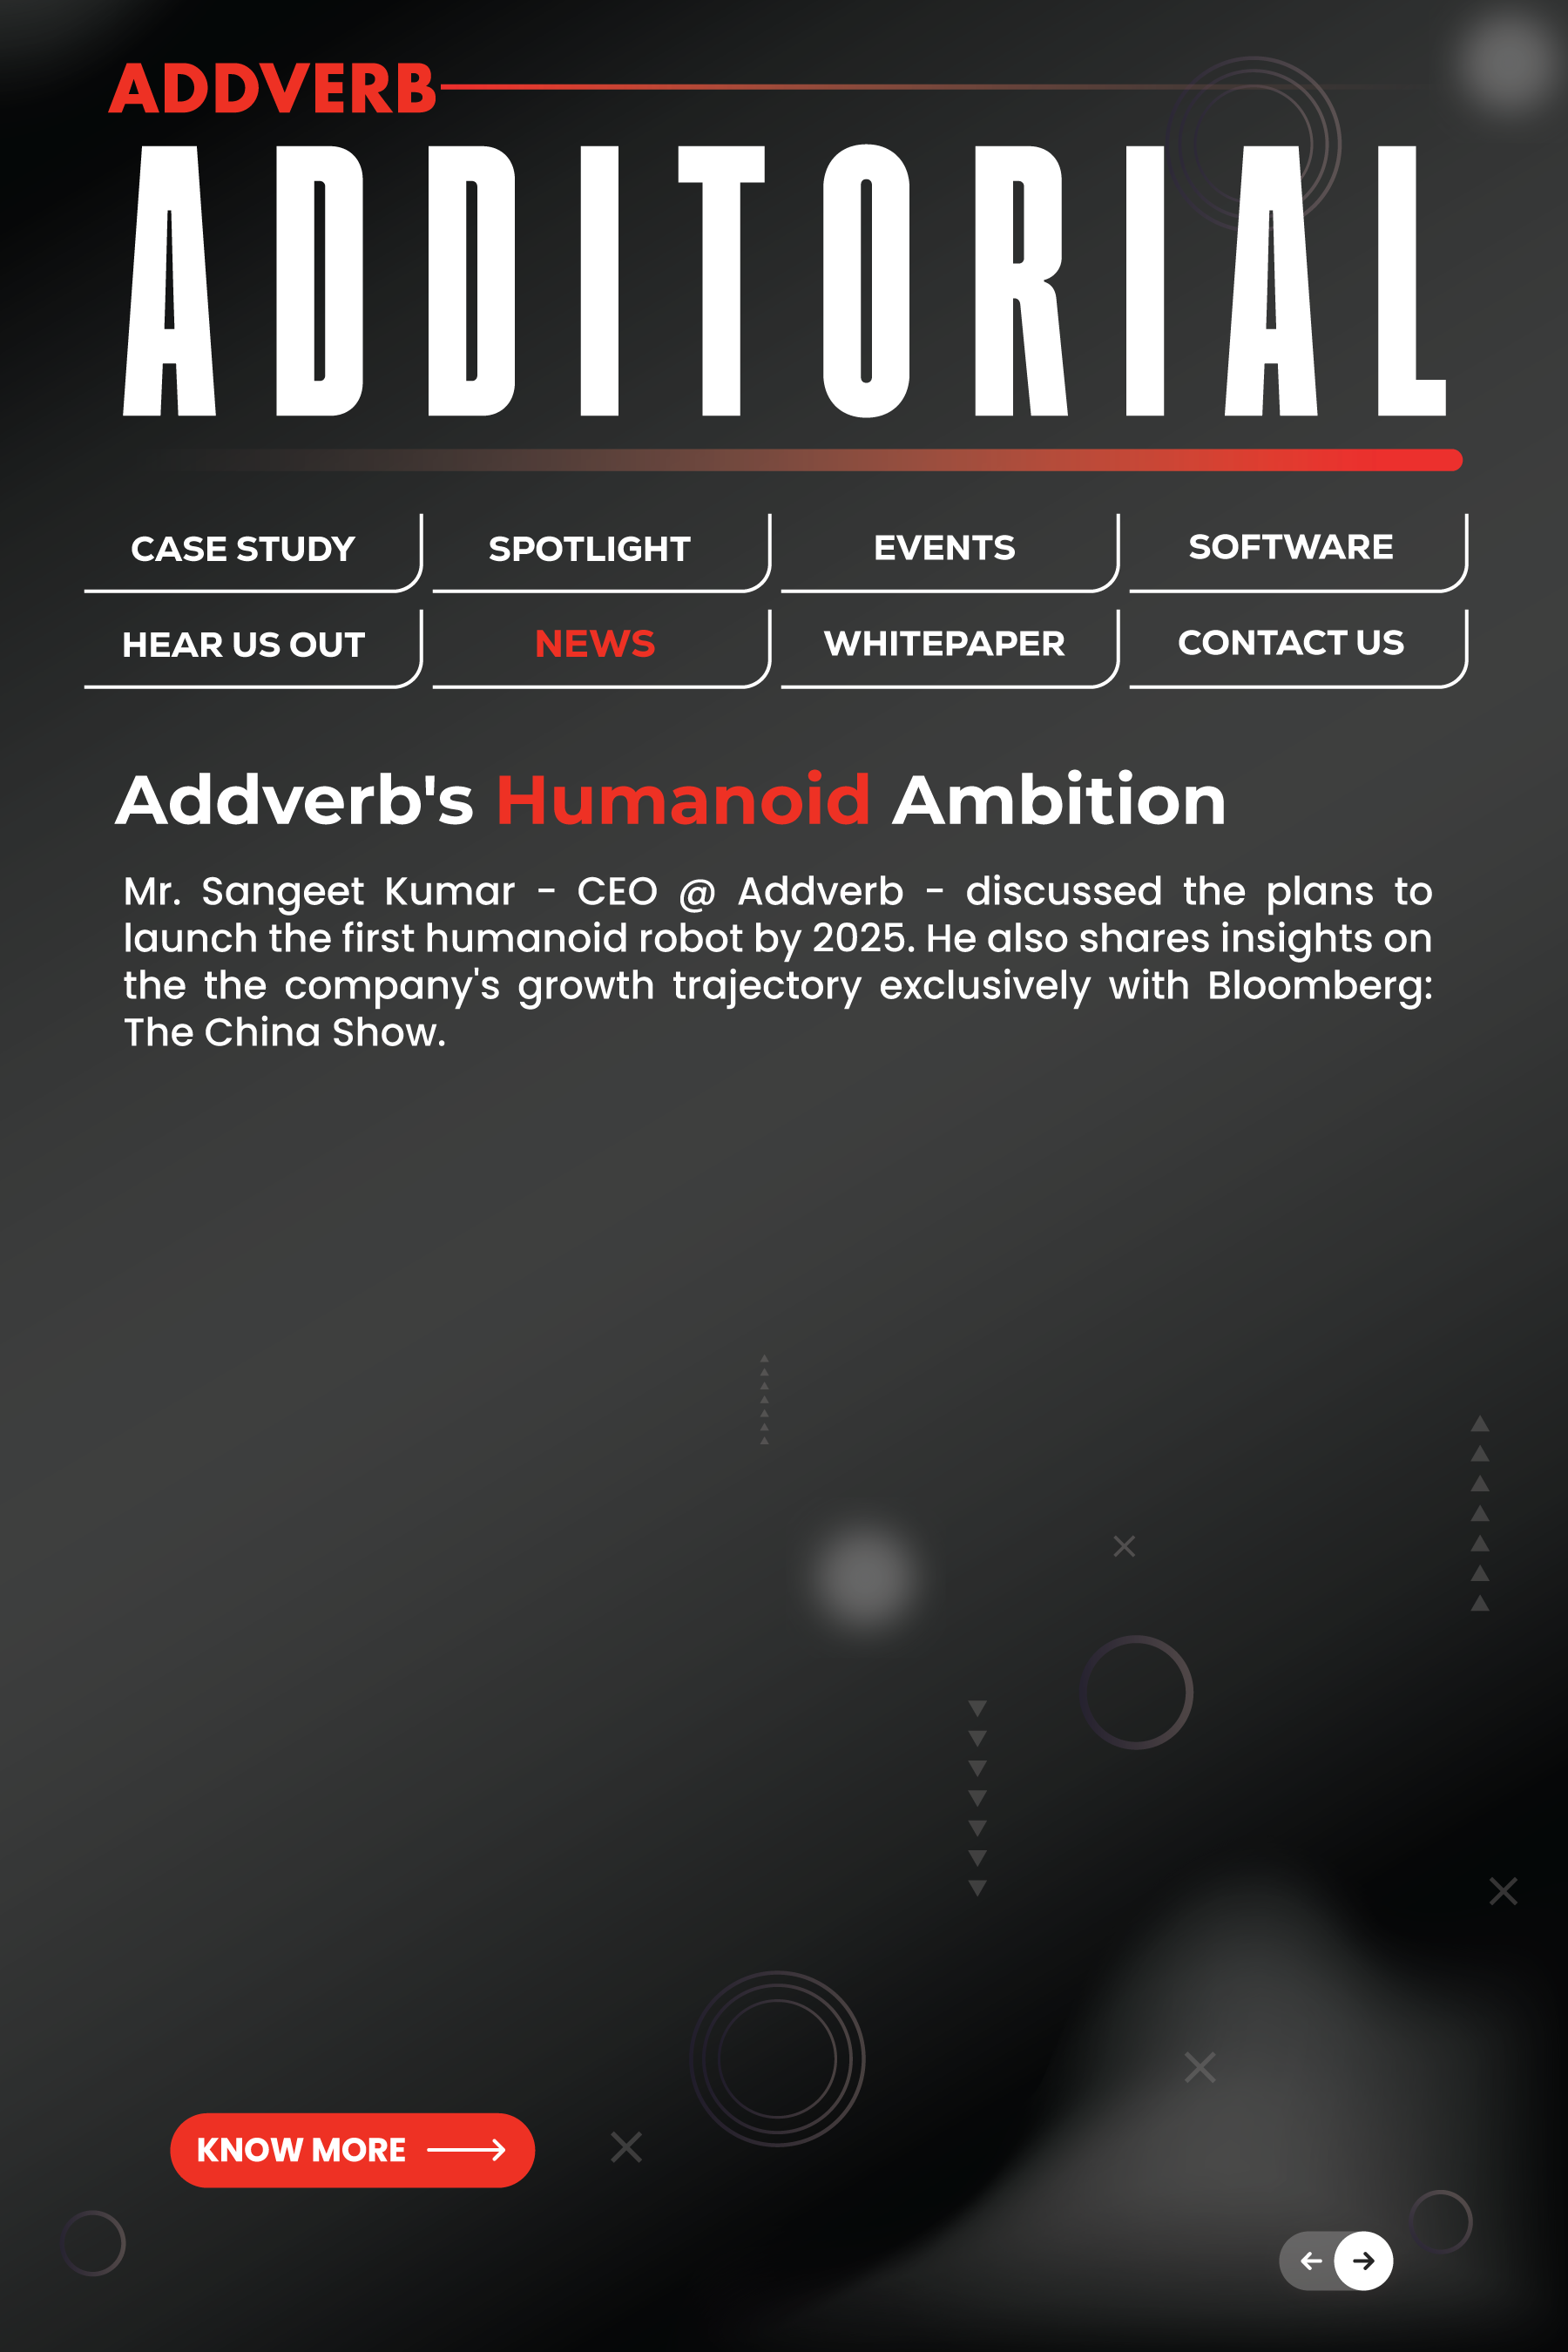 ADDVERB
ADDITORIAL
CASE STUDY SPOTLIGHT EVENTS SOFTWARE
HEAR US OUT NEWS WHITEPAPER CONTACT US
Addverb's Humanoid Ambition
Mr. Sangeet Kumar - CEO @ Addverb - discussed the plans to
launch the first humanoid robot by 2025. He also shares insights on
the the company's growth trajectory exclusively with Bloomberg:
The China Show.
KNOW MORE